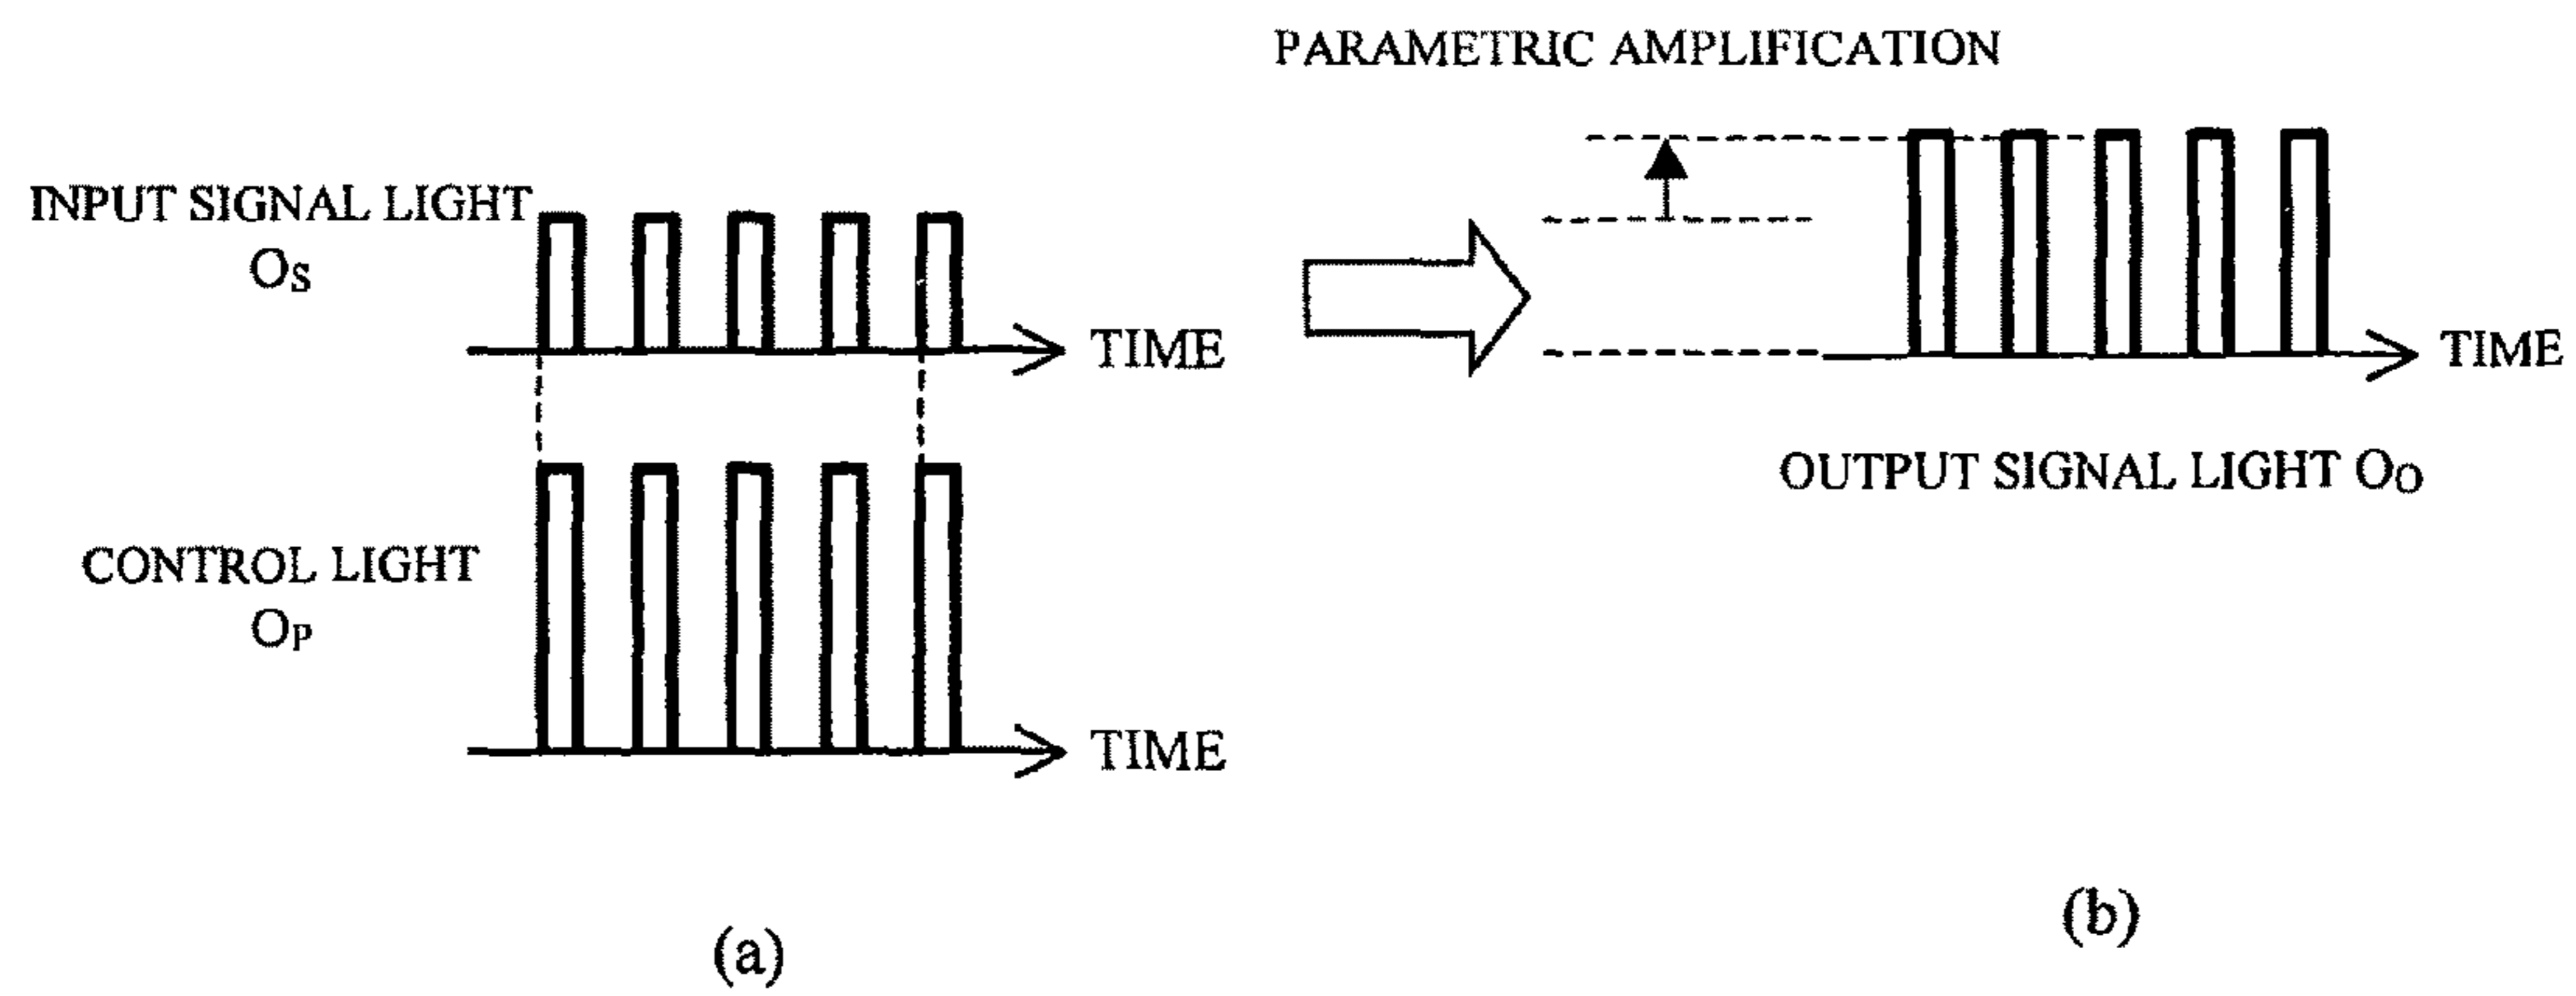 PARAMETRIC AMPLIFICATION
INPUT SIGNAL LIGHT
OS
TIME
TIME
CONTROL LIGHT
OP
TIME
OUTPUT SIGNAL LIGHT OO
(a)
(b)